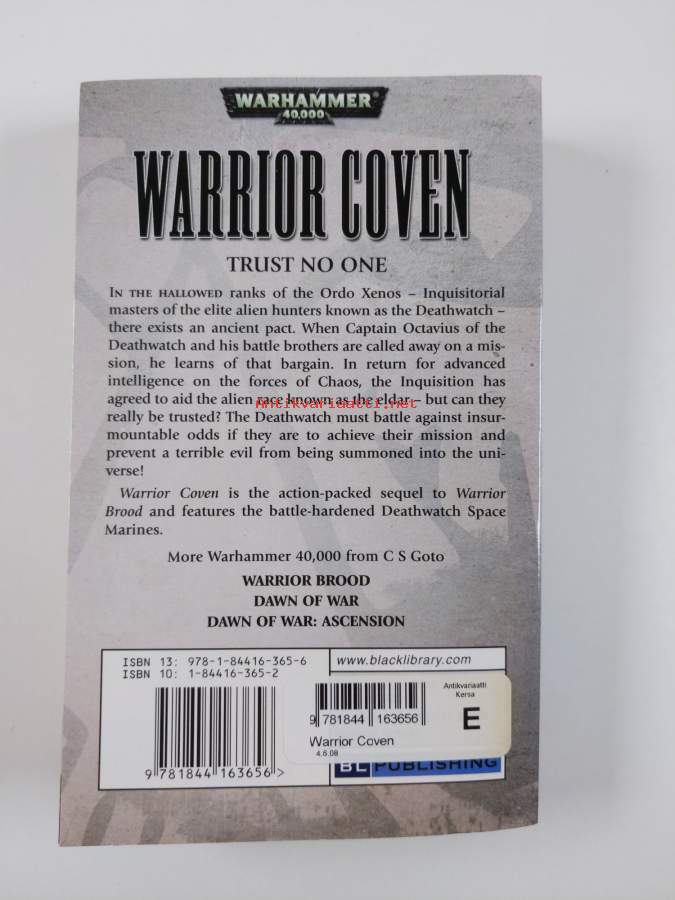 WARHAMMER
40,000
WARRIOR COVEN
TRUST NO ONE
IN THE HALLOWED ranks of the Ordo Xenos – Inquisitorial
masters of the elite alien hunters known as the Deathwatch –
there exists an ancient pact. When Captain Octavius of the
Deathwatch and his battle brothers are called away on a mis-
sion, he learns of that bargain. In return for advanced
intelligence on the forces of Chaos, the Inquisition has
agreed to aid the alien race known as the eldar – but can they
Antikvariaatti.net
really be trusted? The Deathwatch must battle against insur-
mountable odds if they are to achieve their mission and
prevent a terrible evil from being summoned into the uni-
verse!
Warrior Coven is the action-packed sequel to Warrior
Brood and features the battle-hardened Deathwatch Space
Marines.
More Warhammer 40,000 from C S Goto
WARRIOR BROOD
DAWN OF WAR
DAWN OF WAR: ASCENSION
ISBN 13: 978-1-84416-365-6
ISBN 10: 1-84416-365-2
www.blacklibrary.com
9 781844 163656
Warrior Coven
4.6.08
Antikvariaatti
Kersa
E
9 781844 163656 >
BL PUBLISHING